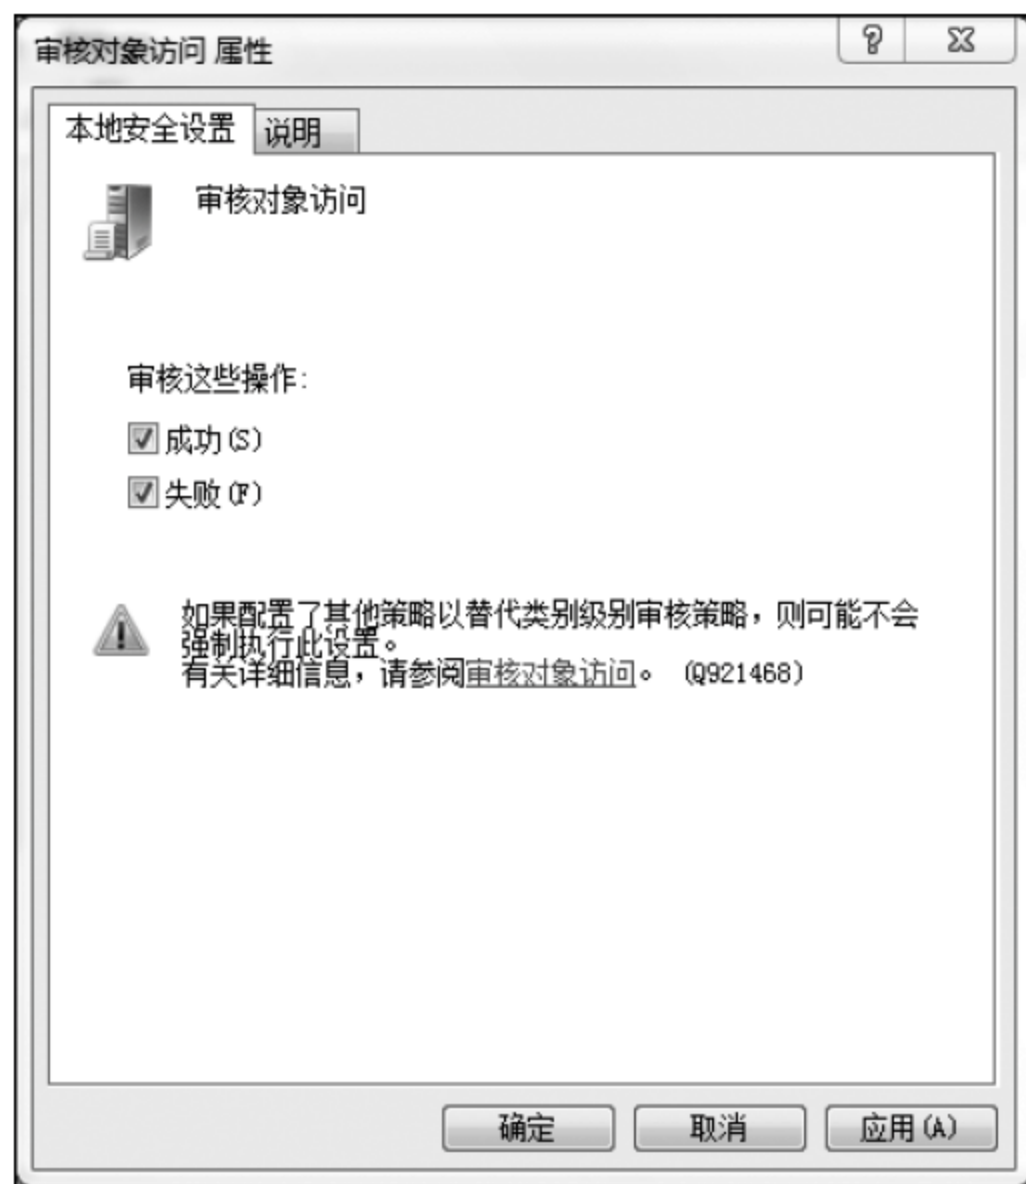 审核对象访问 属性
本地安全设置
说明
审核对象访问
审核这些操作:
成功(S)
失败(F)
如果配置了其他策略以替代类别级别审核策略，则可能不会
强制执行此设置。
有关详细信息，请参阅审核对象访问。 (Q921468)
确定
取消
应用(A)